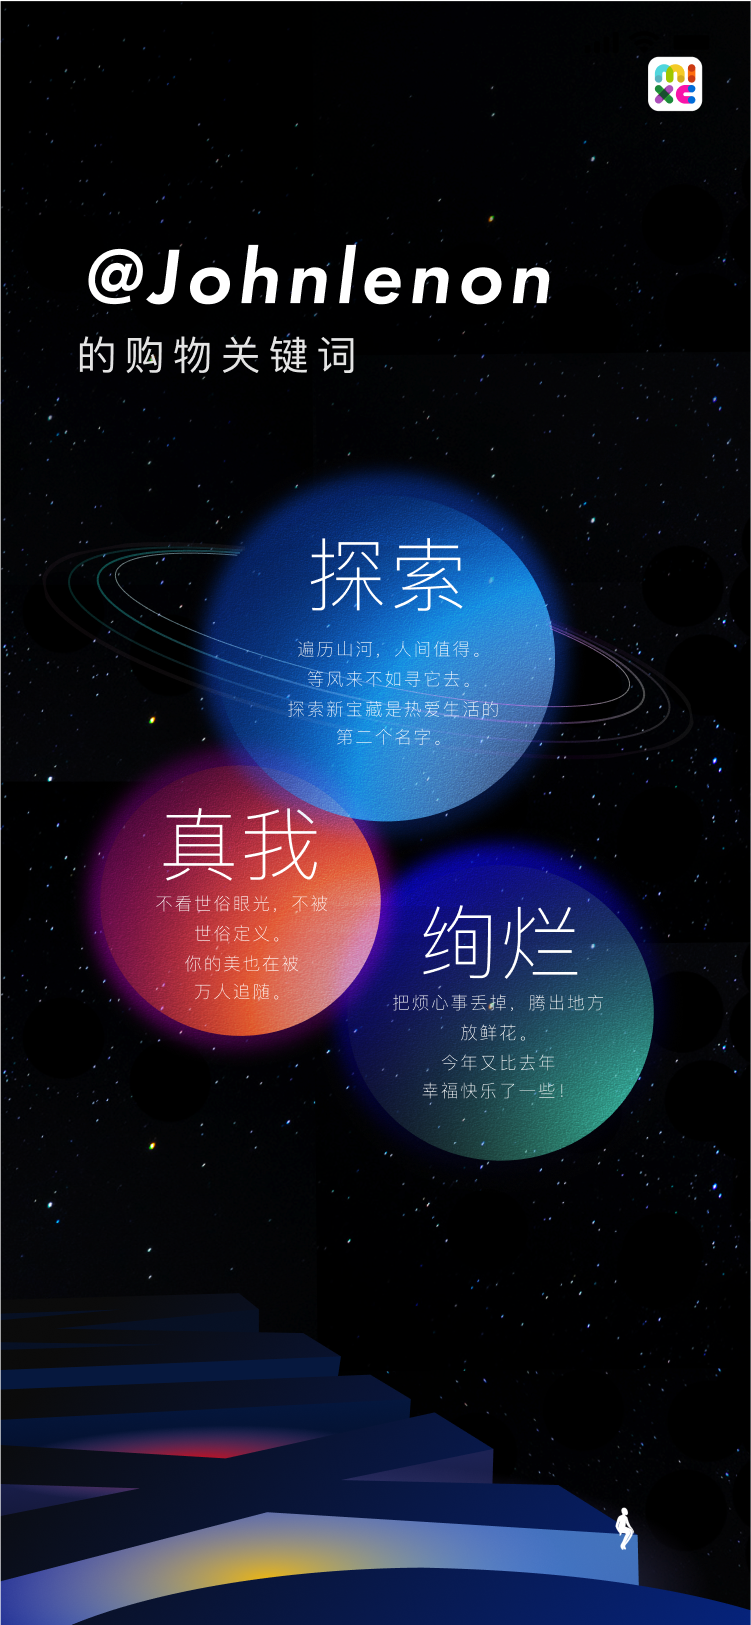 mixc
@Johnlenon
的购物关键词
探索
遍历山河，人间值得。
等风来不如寻它去。
探索新宝藏是热爱生活的
第二个名字。
真我
不看世俗眼光，不被
世俗定义。
你的美也在被
万人追随。
绚烂
把烦心事丢掉，腾出地方
放鲜花。
今年又比去年
幸福快乐了一些！